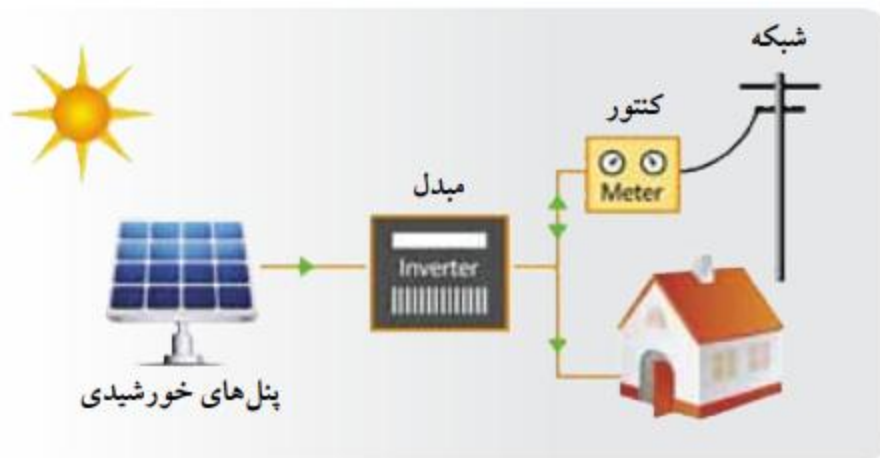 شبکه
کنتور
Meter
مبدل
Inverter
پنل‌های خورشیدی